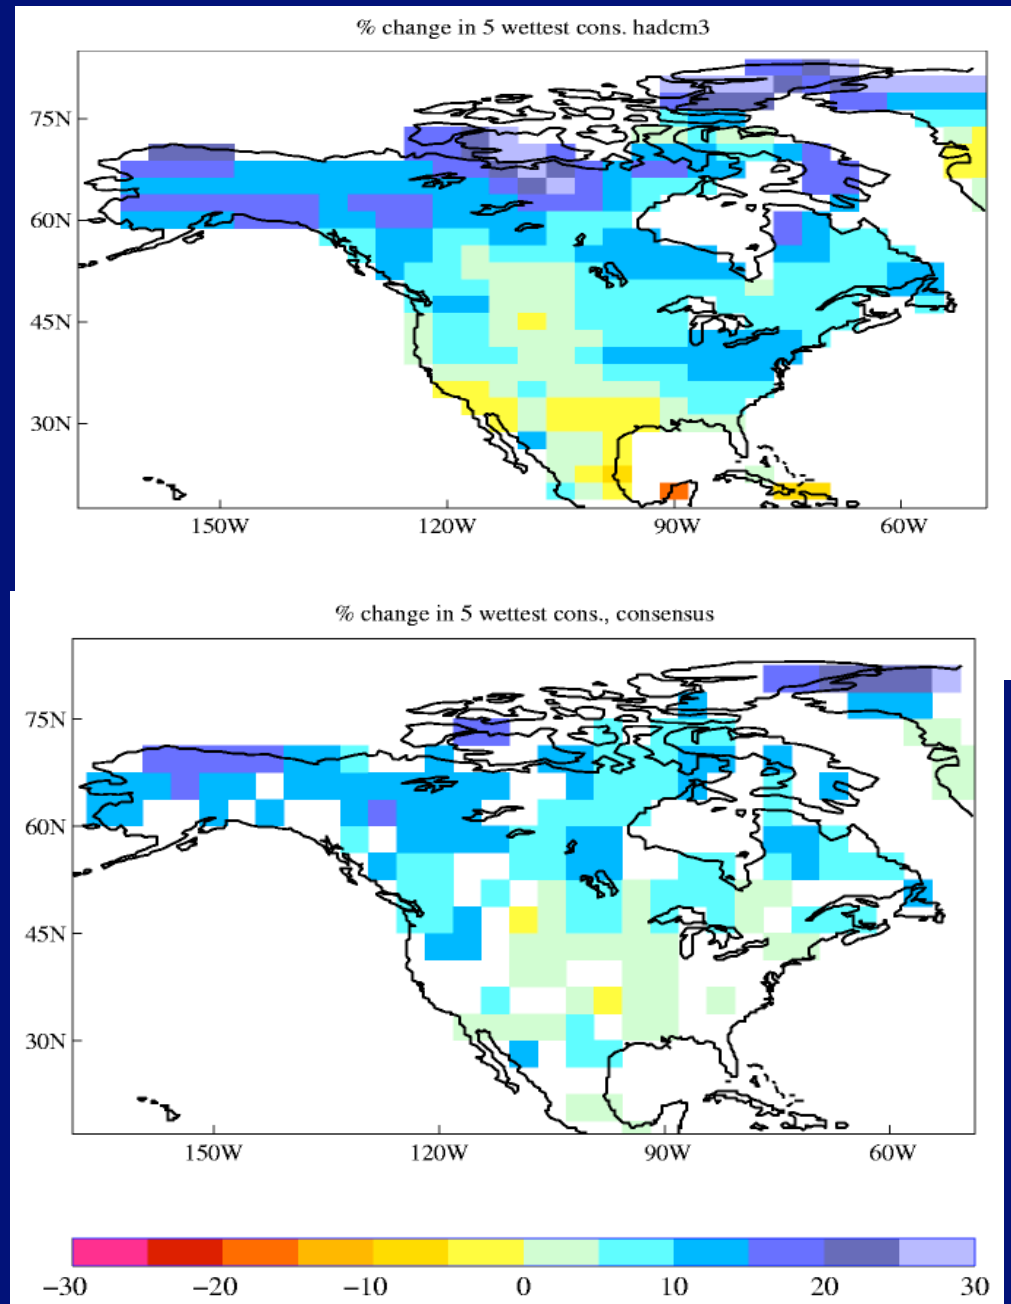 % change in 5 wettest cons. hadcm3
75N
60N
45N
30N
150W 120W 90W 60W
% change in 5 wettest cons., consensus
75N
60N
45N
30N
150W 120W 90W 60W
−30 −20 −10 0 10 20 30